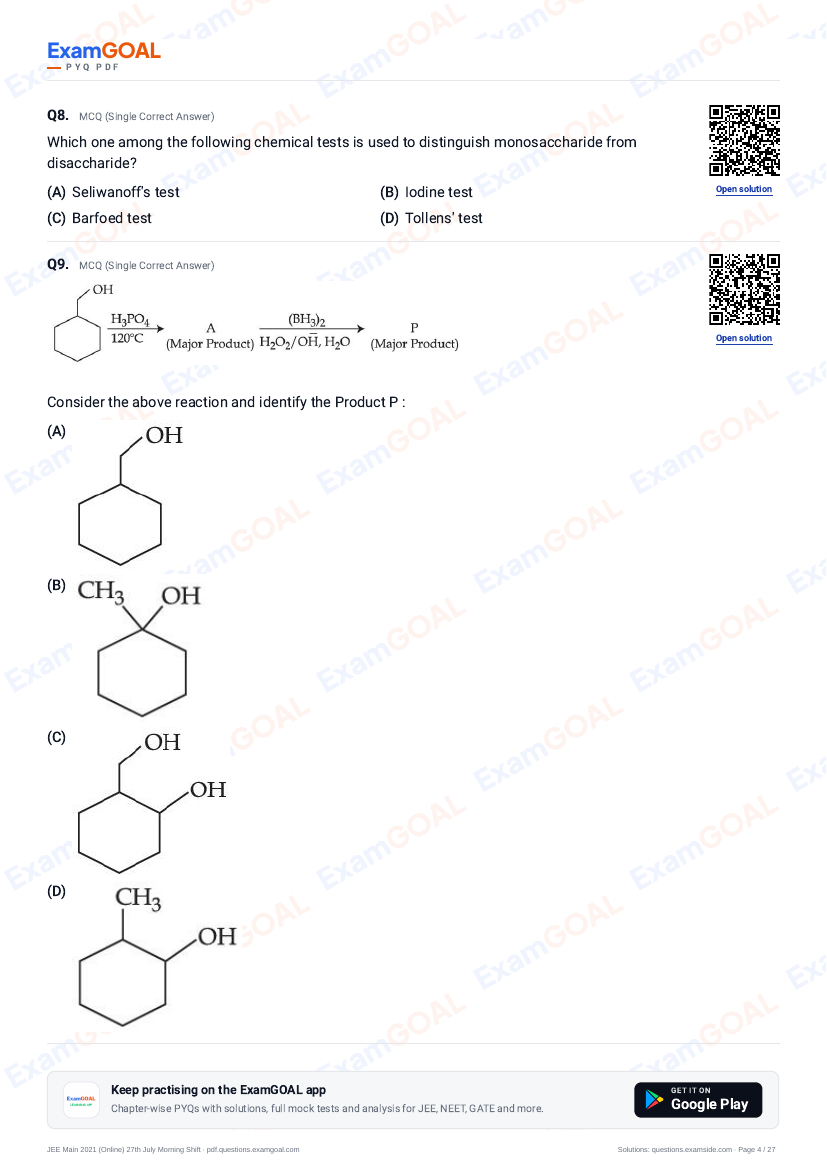 ExamGOAL
PYQ PDF
Q8. MCQ (Single Correct Answer)
Which one among the following chemical tests is used to distinguish monosaccharide from
disaccharide?
Open solution
(A) Seliwanoff's test (B) Iodine test
(C) Barfoed test (D) Tollens' test
Q9. MCQ (Single Correct Answer)
OH
H₃PO₄
120°C
A
(Major Product)
(BH₃)₂
H₂O₂/OH̅, H₂O
P
(Major Product)
Open solution
Consider the above reaction and identify the Product P :
(A)
OH
(B)
CH₃ OH
(C)
OH
OH
(D)
CH₃
OH
ExamGOAL
Keep practising on the ExamGOAL app
Chapter-wise PYQs with solutions, full mock tests and analysis for JEE, NEET, GATE and more.
GET IT ON
Google Play
JEE Main 2021 (Online) 27th July Morning Shift · pdf.questions.examgoal.com
Solutions: questions.examside.com · Page 4 / 27